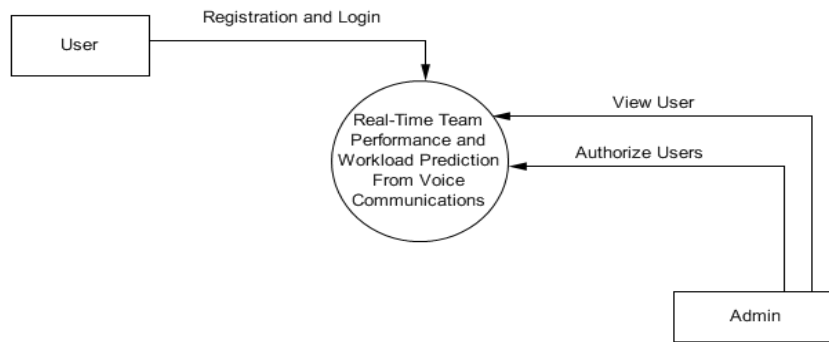 Registration and Login
User
View User
Real-Time Team
Performance and
Workload Prediction
From Voice
Communications
Authorize Users
Admin